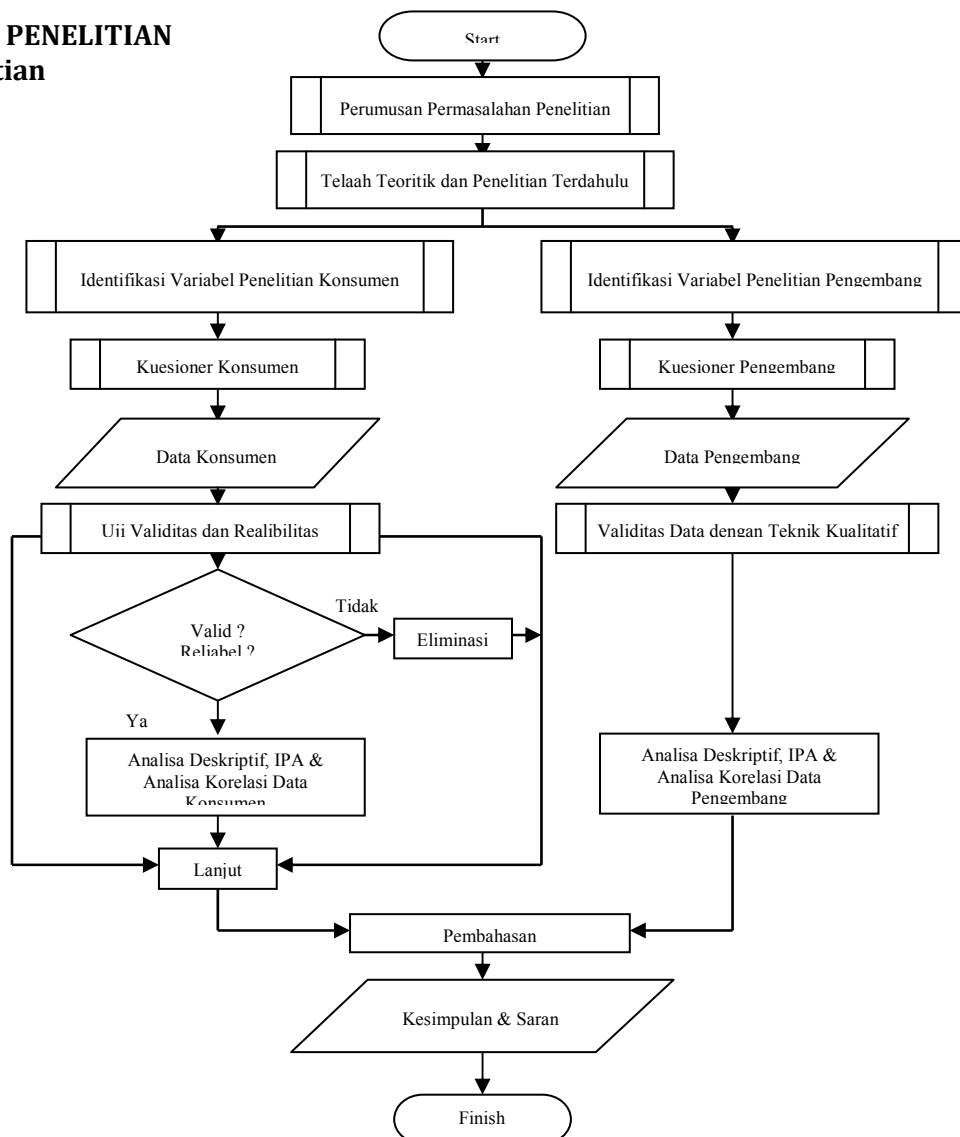 PENELITIAN
tian
Start
Perumusan Permasalahan Penelitian
Telaah Teoritik dan Penelitian Terdahulu
Identifikasi Variabel Penelitian Konsumen
Identifikasi Variabel Penelitian Pengembang
Kuesioner Konsumen
Kuesioner Pengembang
Data Konsumen
Data Pengembang
Uji Validitas dan Realibilitas
Validitas Data dengan Teknik Kualitatif
Valid ?
Reliabel ?
Tidak
Eliminasi
Ya
Analisa Deskriptif, IPA &
Analisa Korelasi Data
Konsumen
Analisa Deskriptif, IPA &
Analisa Korelasi Data
Pengembang
Lanjut
Pembahasan
Kesimpulan & Saran
Finish